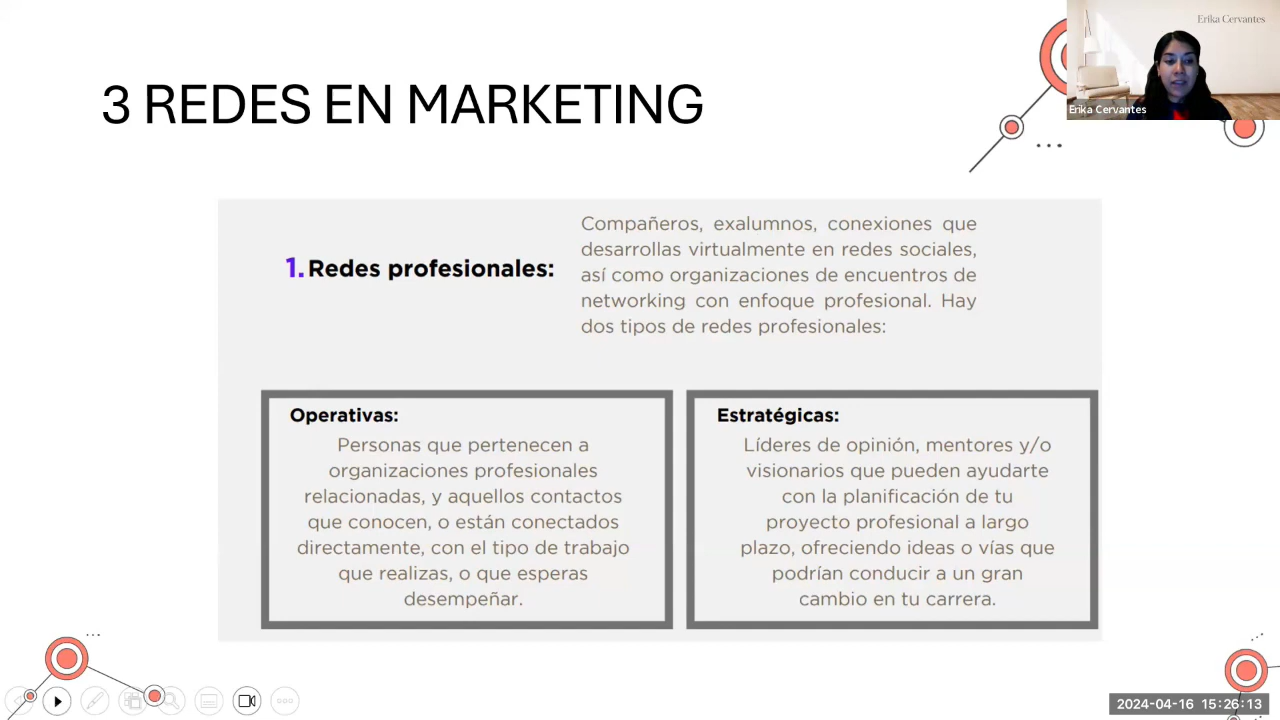 Erika Cervantes
Erika Cervantes
3 REDES EN MARKETING
1. Redes profesionales:
Compañeros, exalumnos, conexiones que
desarrollas virtualmente en redes sociales,
así como organizaciones de encuentros de
networking con enfoque profesional. Hay
dos tipos de redes profesionales:
Operativas:
Personas que pertenecen a
organizaciones profesionales
relacionadas, y aquellos contactos
que conocen, o están conectados
directamente, con el tipo de trabajo
que realizas, o que esperas
desempeñar.
Estratégicas:
Líderes de opinión, mentores y/o
visionarios que pueden ayudarte
con la planificación de tu
proyecto profesional a largo
plazo, ofreciendo ideas o vías que
podrían conducir a un gran
cambio en tu carrera.
2024-04-16 15:26:13